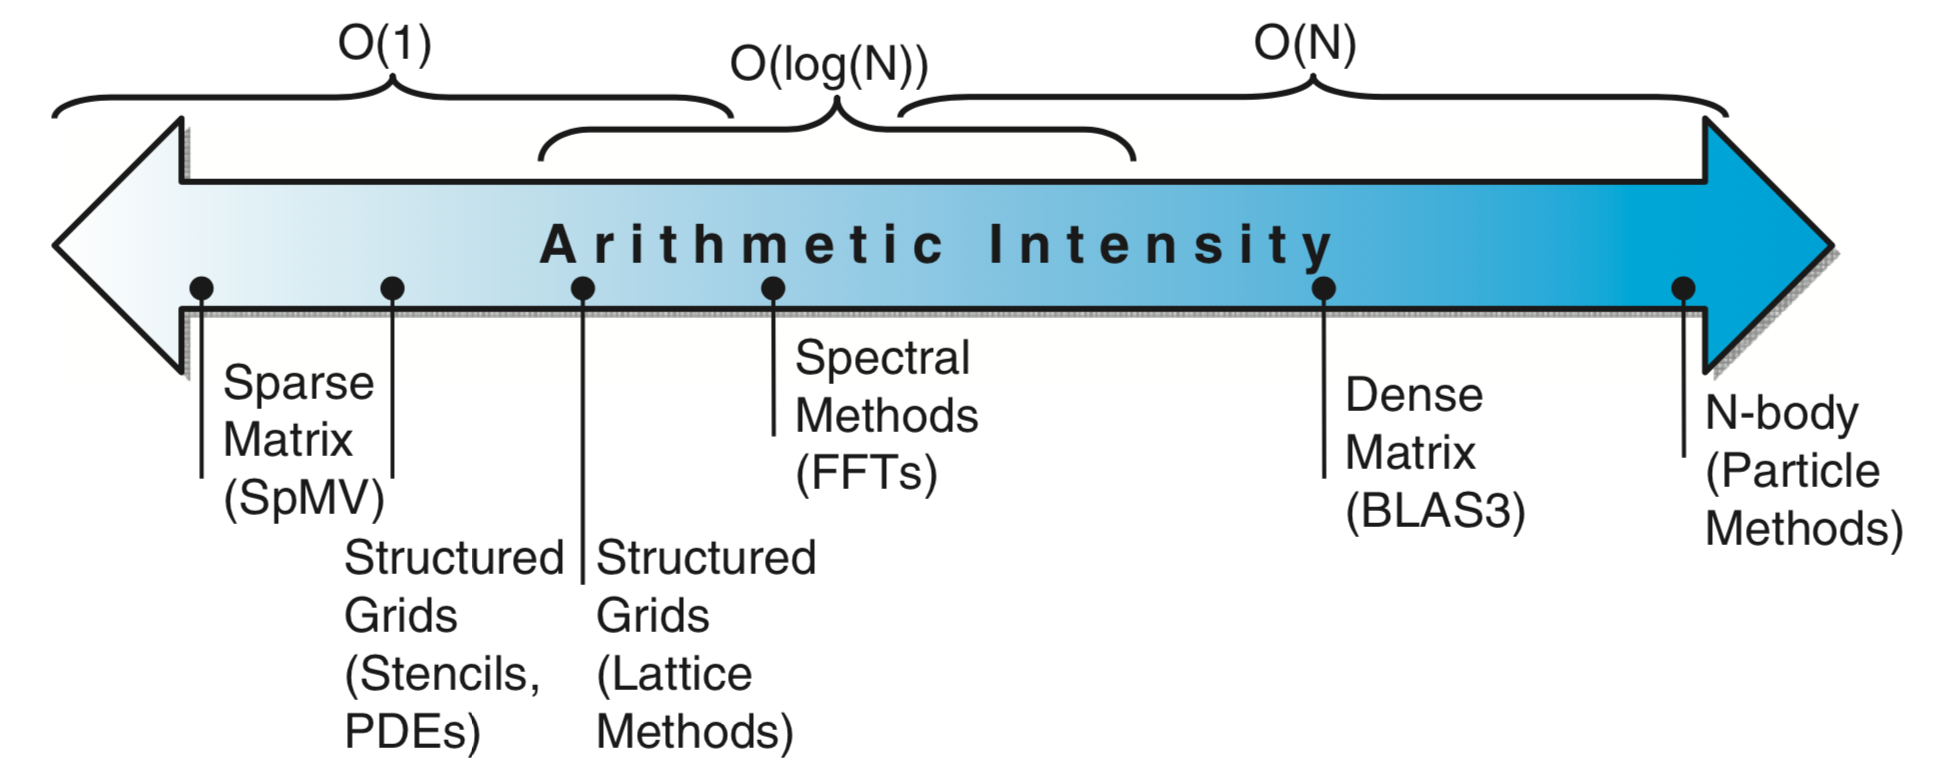 O(1)
O(log(N))
O(N)
Arithmetic Intensity
Sparse
Matrix
(SpMV)
Structured
Grids
(Stencils,
PDEs)
Structured
Grids
(Lattice
Methods)
Spectral
Methods
(FFTs)
Dense
Matrix
(BLAS3)
N-body
(Particle
Methods)